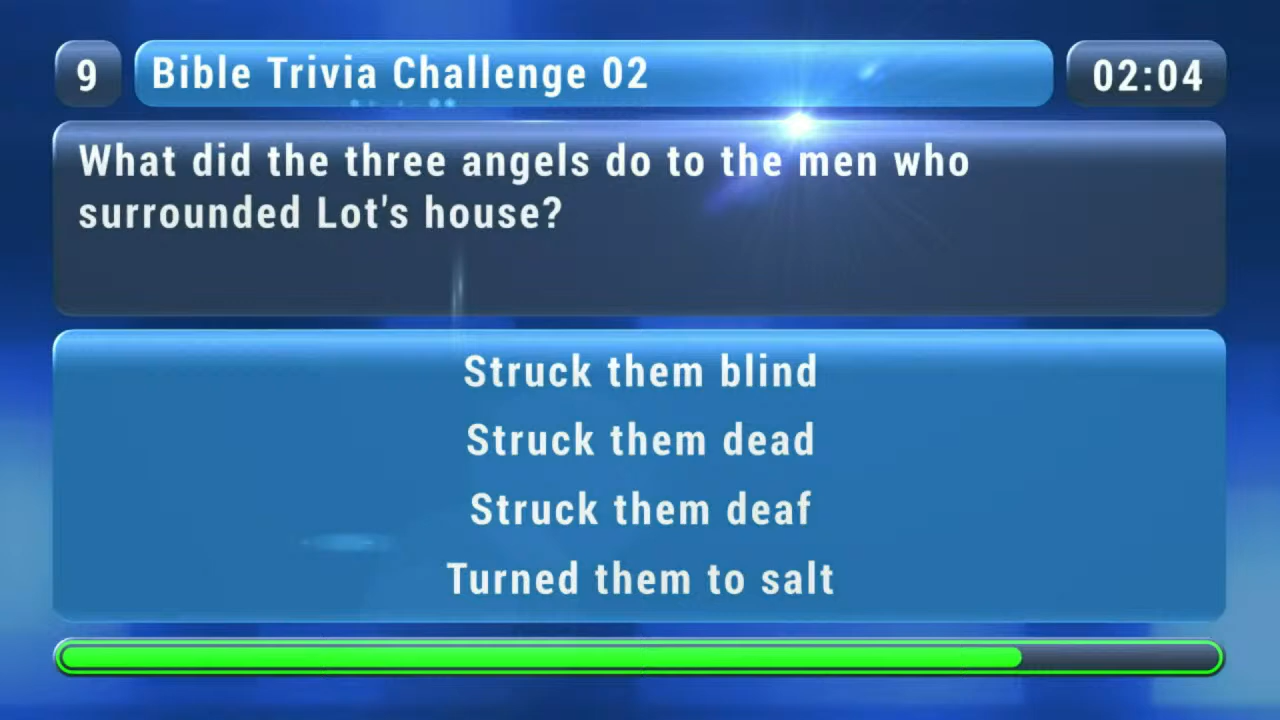 9
Bible Trivia Challenge 02
02:04
What did the three angels do to the men who
surrounded Lot's house?
Struck them blind
Struck them dead
Struck them deaf
Turned them to salt